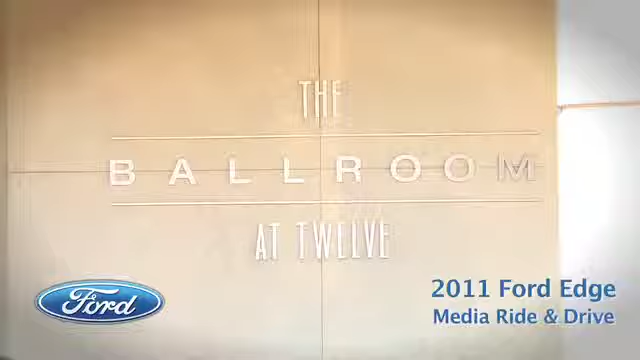 THE
BALLROOM
AT TWELVE
Ford
2011 Ford Edge
Media Ride & Drive